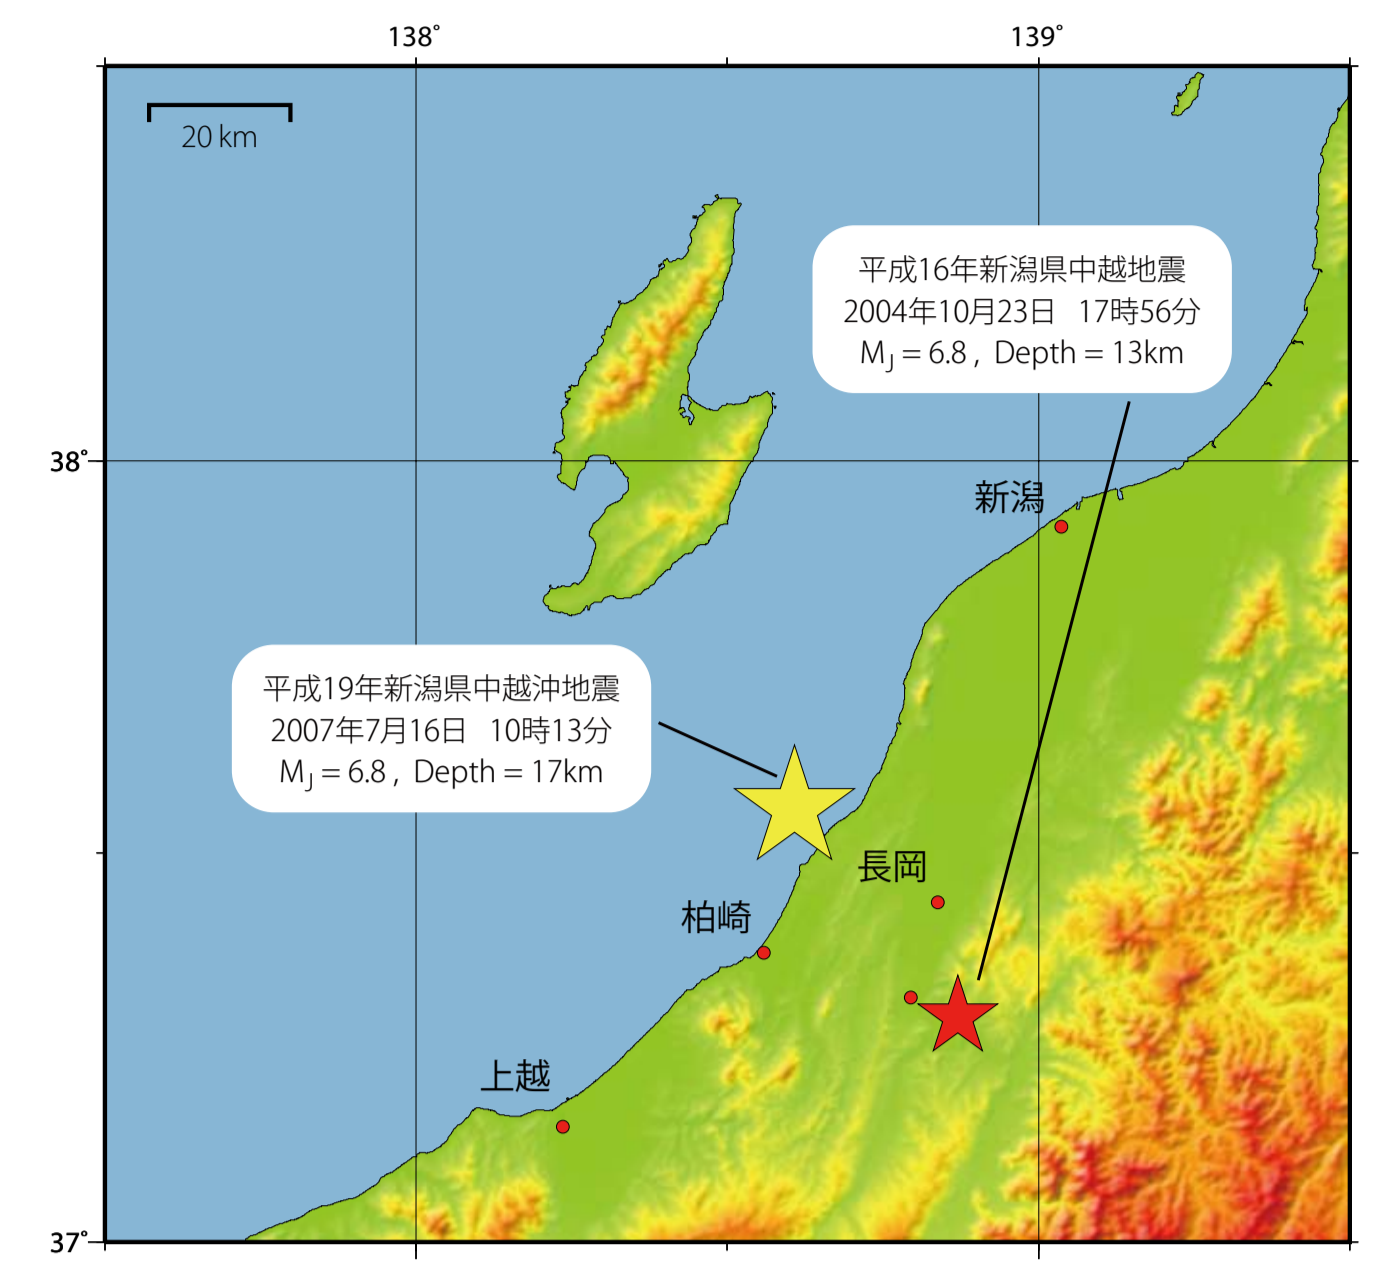 138°
139°
20 km
平成16年新潟県中越地震
2004年10月23日 17時56分
MJ = 6.8 , Depth = 13km
38°
新潟
平成19年新潟県中越沖地震
2007年7月16日 10時13分
MJ = 6.8 , Depth = 17km
長岡
柏崎
上越
37°